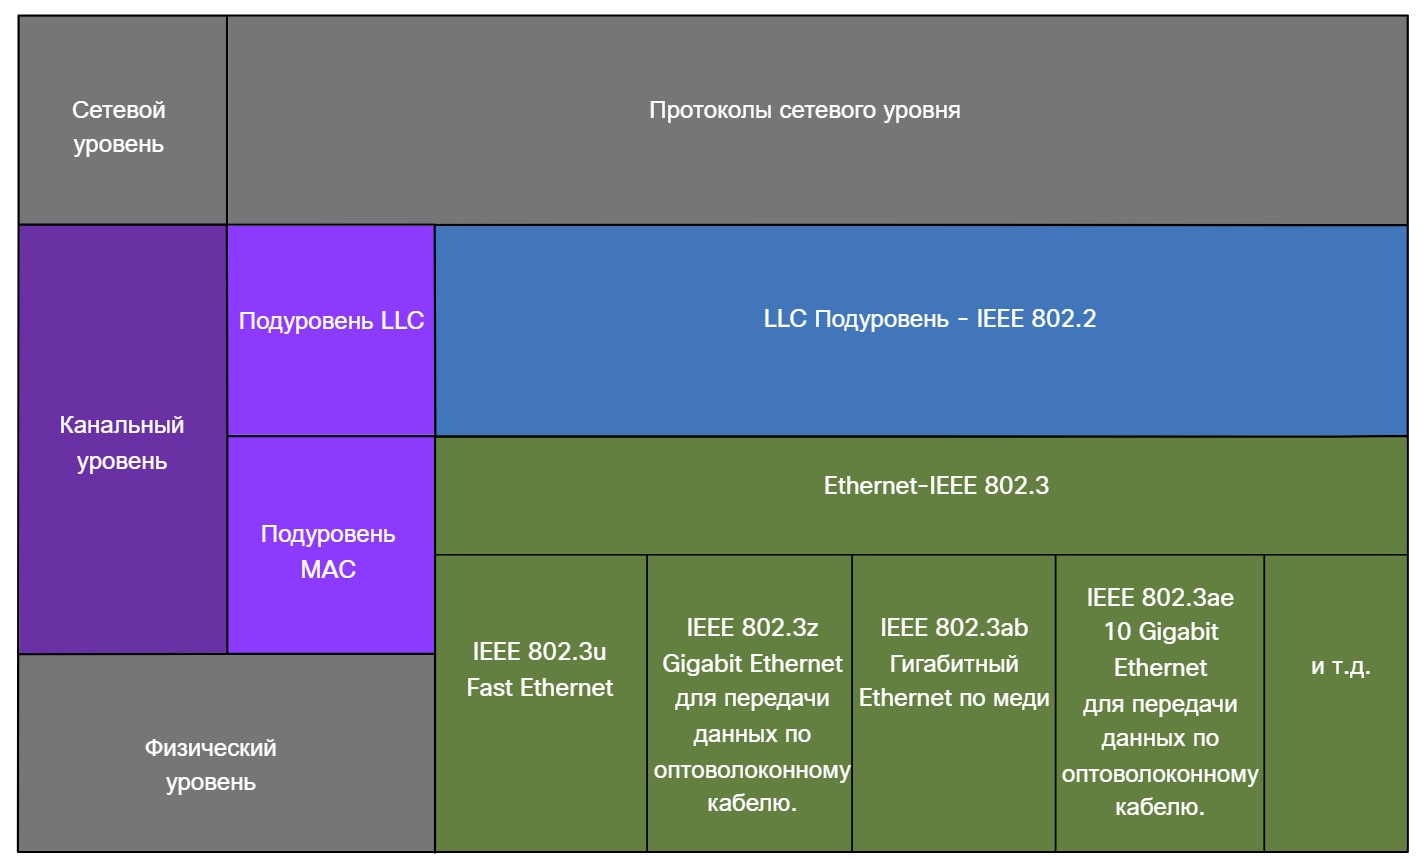 Сетевой
уровень
Протоколы сетевого уровня
Канальный
уровень
Подуровень LLC
LLC Подуровень - IEEE 802.2
Подуровень
MAC
Ethernet-IEEE 802.3
IEEE 802.3u
Fast Ethernet
IEEE 802.3z
Gigabit Ethernet
для передачи
данных по
оптоволоконному
кабелю.
IEEE 802.3ab
Гигабитный
Ethernet по меди
IEEE 802.3ae
10 Gigabit
Ethernet
для передачи
данных по
оптоволоконному
кабелю.
и т.д.
Физический
уровень